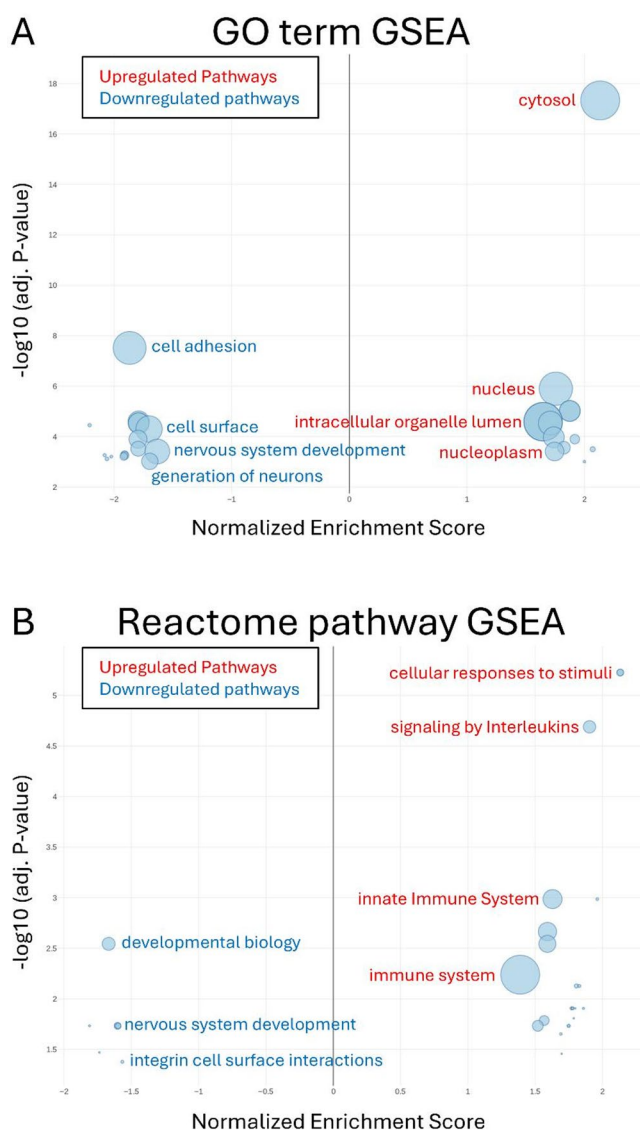 A
GO term GSEA
Upregulated Pathways
Downregulated pathways
18
16
14
12
10
8
6
4
2
-log10 (adj. P-value)
cytosol
cell adhesion
nucleus
intracellular organelle lumen
cell surface
nervous system development
nucleoplasm
generation of neurons
−2
−1
0
1
2
Normalized Enrichment Score
B
Reactome pathway GSEA
Upregulated Pathways
Downregulated pathways
5
4.5
4
3.5
3
2.5
2
1.5
-log10 (adj. P-value)
cellular responses to stimuli
signaling by Interleukins
innate Immune System
developmental biology
immune system
nervous system development
integrin cell surface interactions
−2
−1.5
−1
−0.5
0
0.5
1
1.5
2
Normalized Enrichment Score